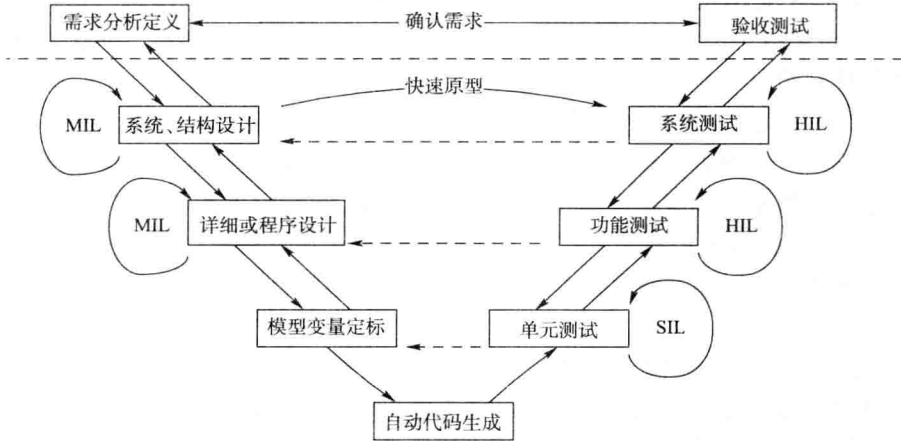 需求分析定义
确认需求
验收测试
快速原型
MIL
系统、结构设计
系统测试
HIL
MIL
详细或程序设计
功能测试
HIL
模型变量定标
单元测试
SIL
自动代码生成